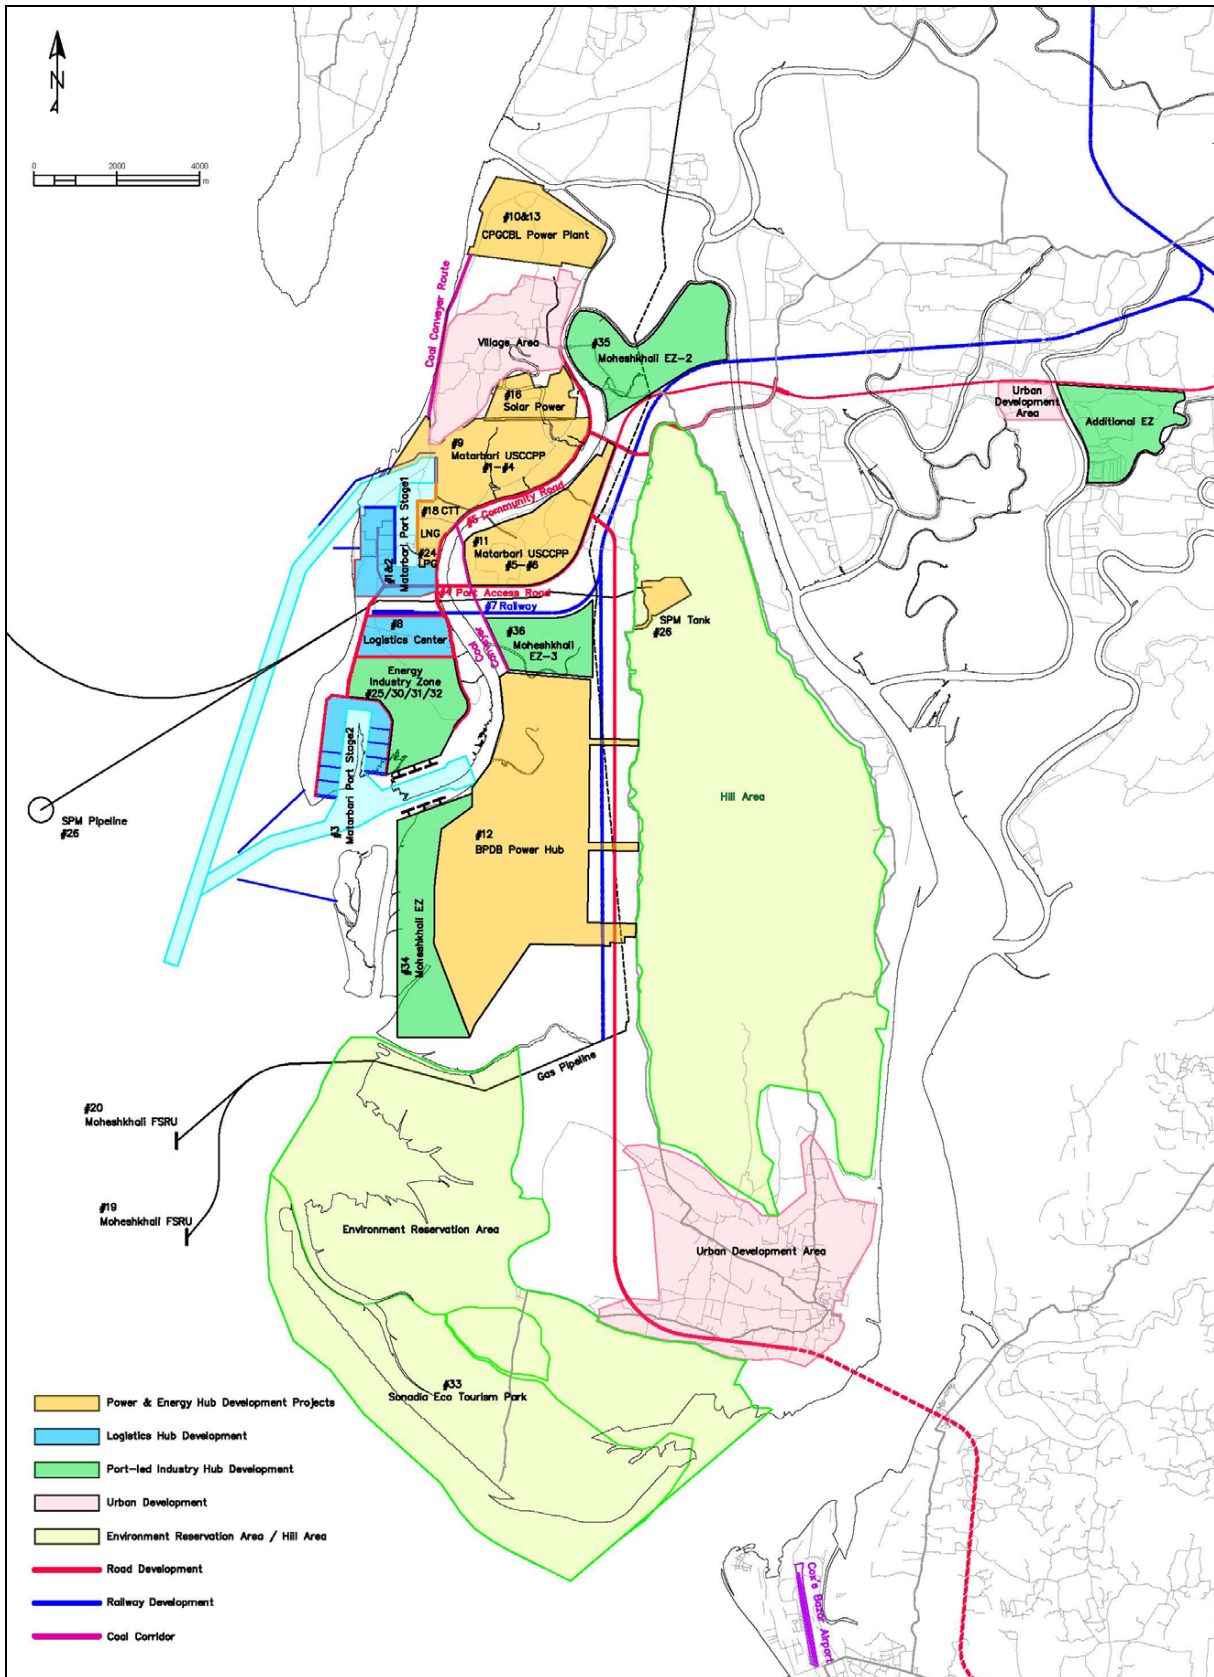 N
0 2000 4000
m
#10&13
CPGCBL Power Plant
Coal Conveyer Route
Village Area
#35
Moheshkhali EZ-2
#16
Solar Power
Urban
Development
Area
Additional EZ
#9
Matarbari USCCPP
#1-#4
#1&2
Matarbari Port Stage1
#18 CTT
LNG
#24
LPG
#5 Community Road
#11
Matarbari USCCPP
#5-#6
#4 Port Access Road
#7 Railway
SPM Tank
#26
#8
Logistics Center
Coal
Conveyer
#36
Moheshkhali
EZ-3
Energy
Industry Zone
#25/30/31/32
#3
Matarbari Port Stage2
SPM Pipeline
#26
Hill Area
#12
BPDB Power Hub
#34
Moheshkhali EZ
Gas Pipeline
#20
Moheshkhali FSRU
#19
Moheshkhali FSRU
Environment Reservation Area
Urban Development Area
#33
Sonadia Eco Tourism Park
Power & Energy Hub Development Projects
Logistics Hub Development
Port-led Industry Hub Development
Urban Development
Environment Reservation Area / Hill Area
Road Development
Railway Development
Coal Corridor
Cox's Bazar Airport